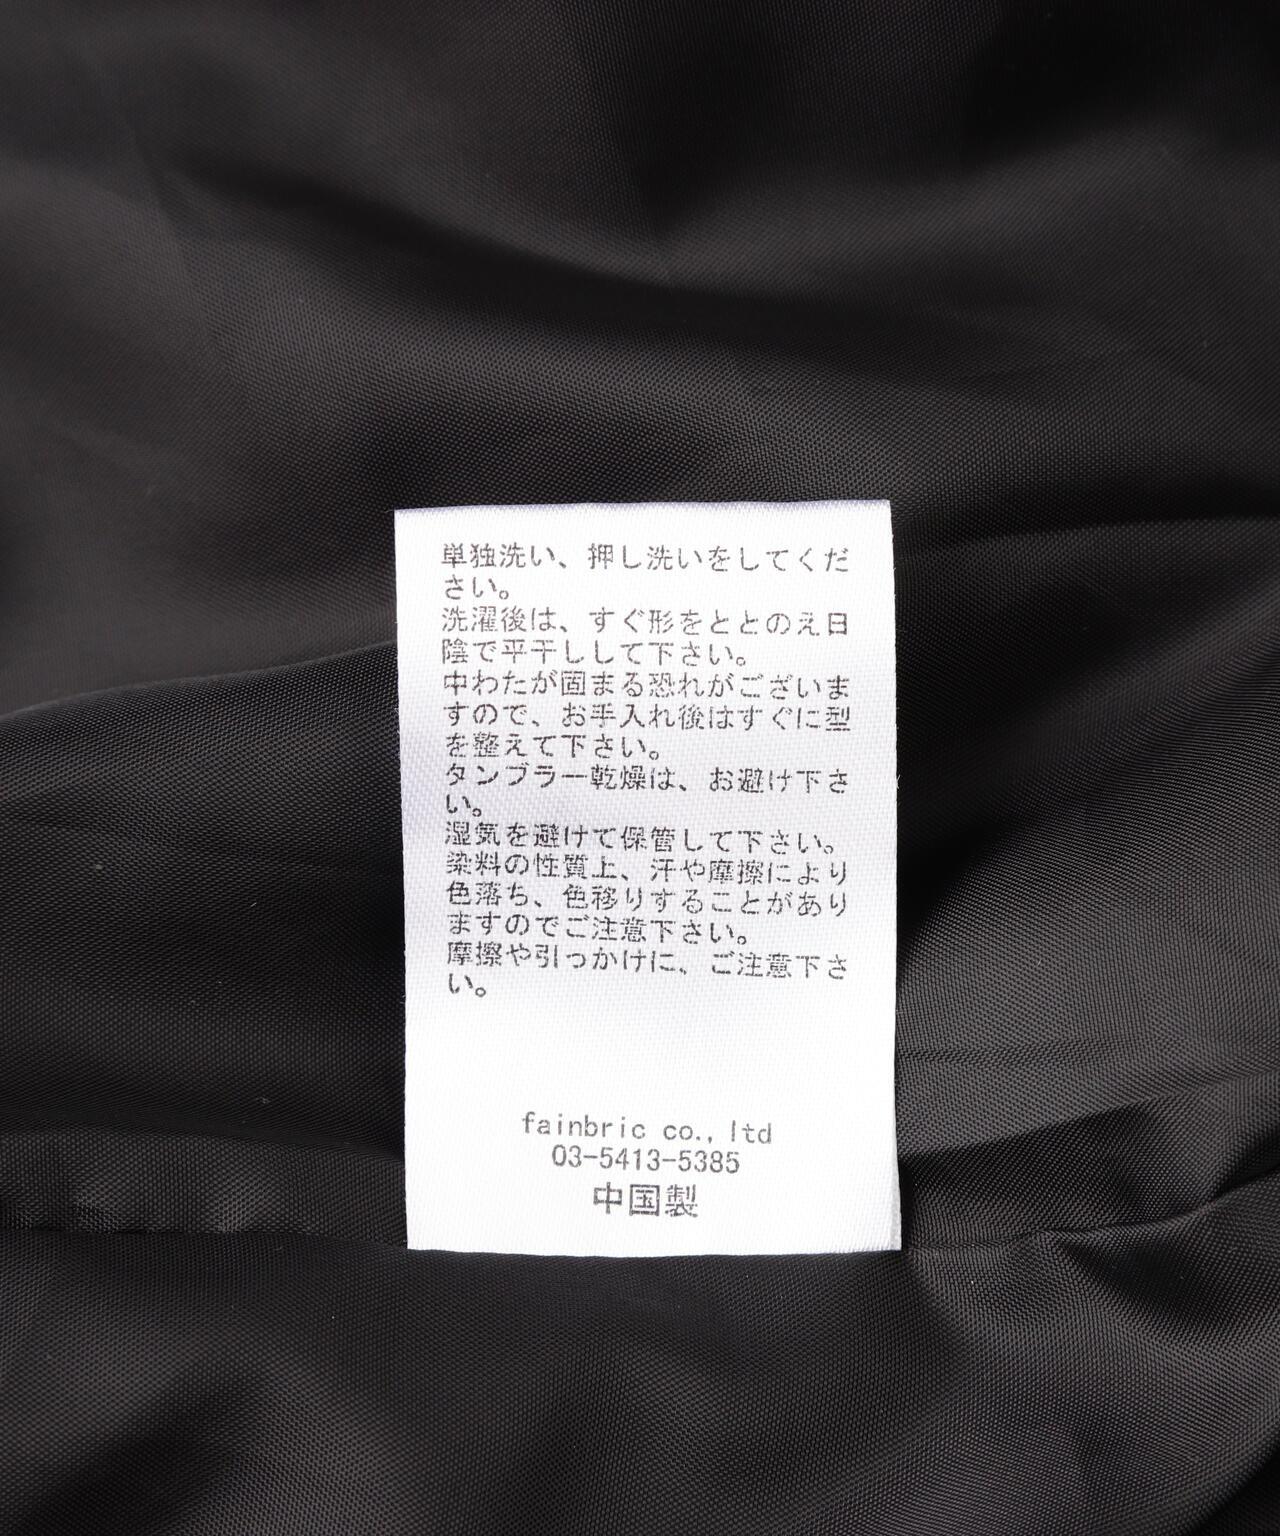 単独洗い、押し洗いをしてくだ
さい。
洗濯後は、すぐ形をととのえ日
陰で平干しして下さい。
中わたが固まる恐れがございま
すので、お手入れ後はすぐに型
を整えて下さい。
タンブラー乾燥は、お避け下さ
い。
湿気を避けて保管して下さい。
染料の性質上、汗や摩擦により
色落ち、色移りすることがあり
ますのでご注意下さい。
摩擦や引っかけに、ご注意下さ
い。
fainbric co., ltd
03-5413-5385
中国製